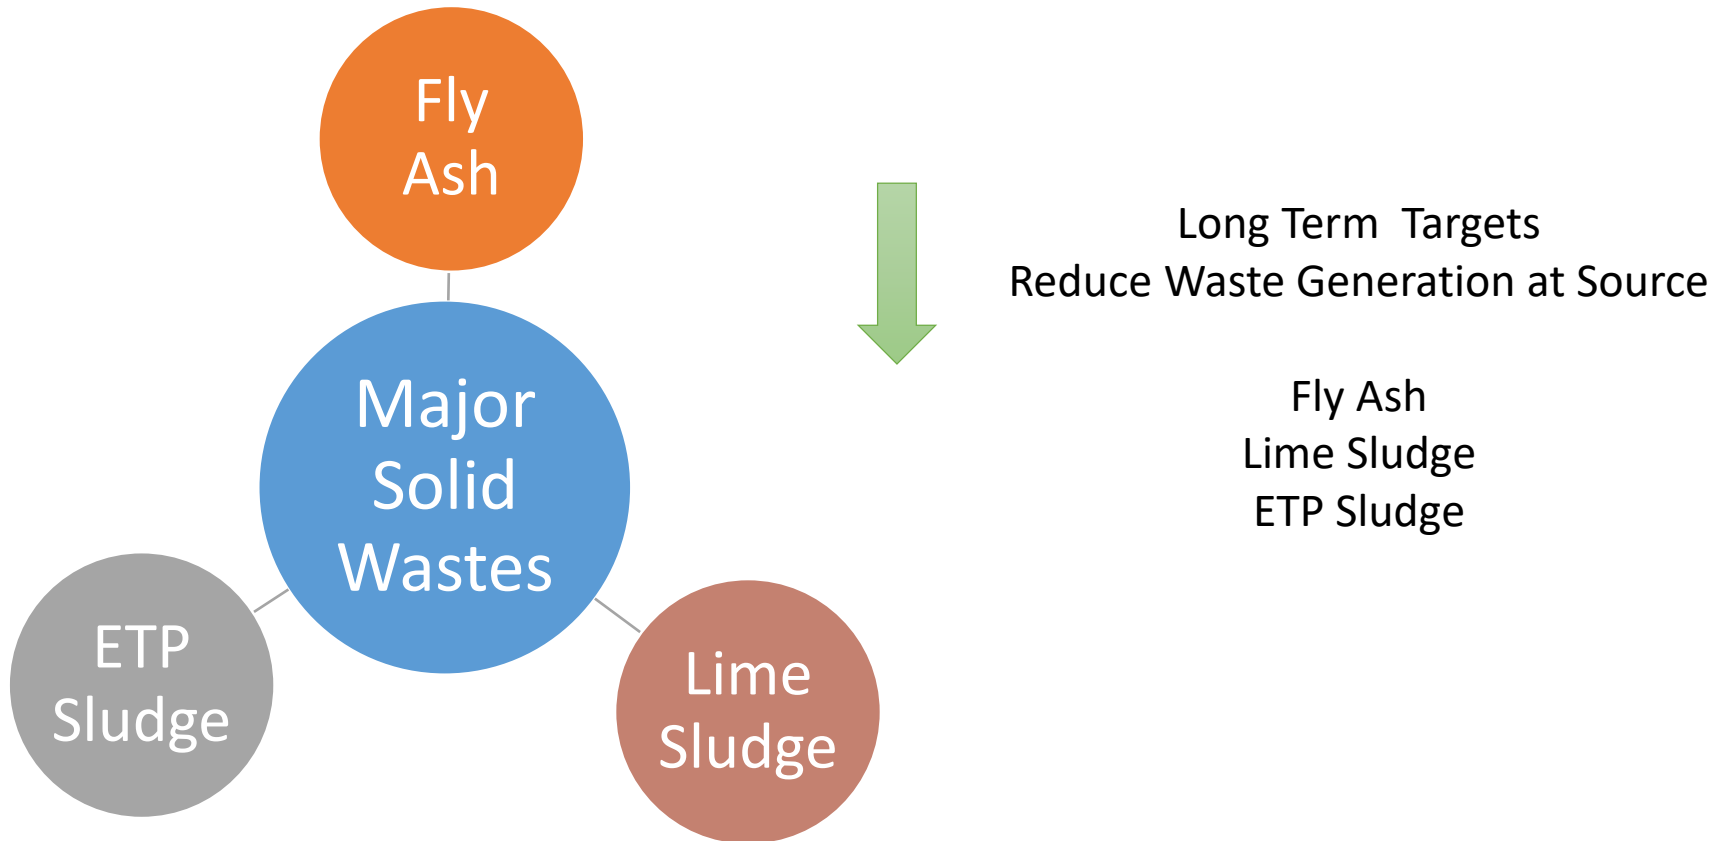 Fly
Ash
Major
Solid
Wastes
ETP
Sludge
Lime
Sludge
Long Term  Targets
Reduce Waste Generation at Source
Fly Ash
Lime Sludge
ETP Sludge